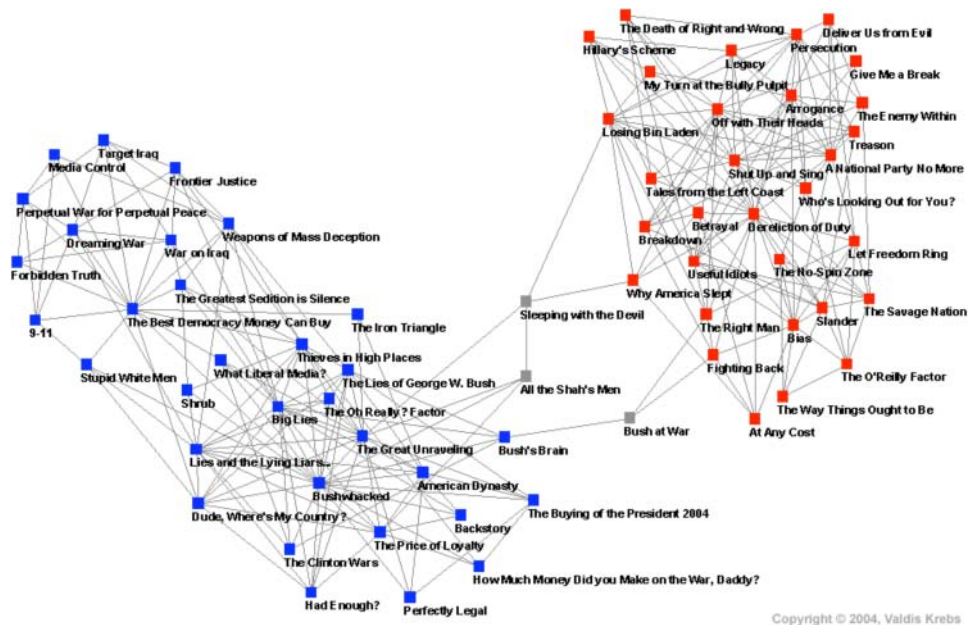 The Death of Right and Wrong
Deliver Us from Evil
Hillary's Scheme
Persecution
Legacy
Give Me a Break
My Turn at the Bully Pulpit
Arrogance
The Enemy Within
Losing Bin Laden
Off with Their Heads
Treason
Target Iraq
Media Control
Shut Up and Sing
A National Party No More
Frontier Justice
Tales from the Left Coast
Who's Looking Out for You?
Perpetual War for Perpetual Peace
Weapons of Mass Deception
Betrayal
Dereliction of Duty
Dreaming War
War on Iraq
Breakdown
Let Freedom Ring
Forbidden Truth
Useful Idiots
The No-Spin Zone
The Greatest Sedition is Silence
Why America Slept
The Savage Nation
Sleeping with the Devil
The Best Democracy Money Can Buy
The Iron Triangle
9-11
The Right Man
Slander
Bias
Thieves in High Places
Stupid White Men
What Liberal Media?
The Lies of George W. Bush
Fighting Back
The O'Reilly Factor
Shrub
All the Shah's Men
The Oh Really? Factor
The Way Things Ought to Be
Big Lies
Bush at War
At Any Cost
The Great Unraveling
Bush's Brain
Lies and the Lying Liars...
Bushwhacked
American Dynasty
Dude, Where's My Country?
The Buying of the President 2004
Backstory
The Price of Loyalty
The Clinton Wars
How Much Money Did you Make on the War, Daddy?
Had Enough?
Perfectly Legal
Copyright © 2004, Valdis Krebs